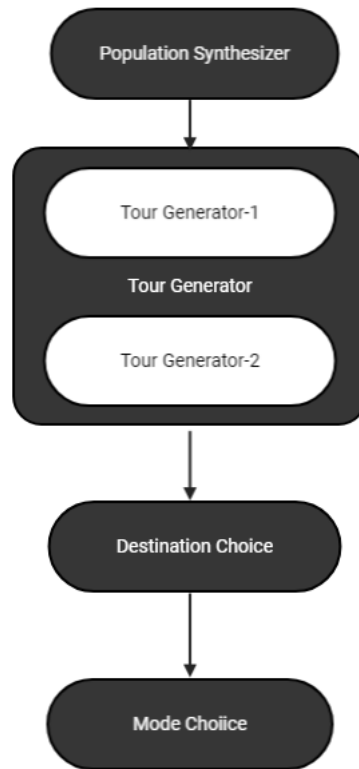 Population Synthesizer
Tour Generator-1
Tour Generator
Tour Generator-2
Destination Choice
Mode Choiice